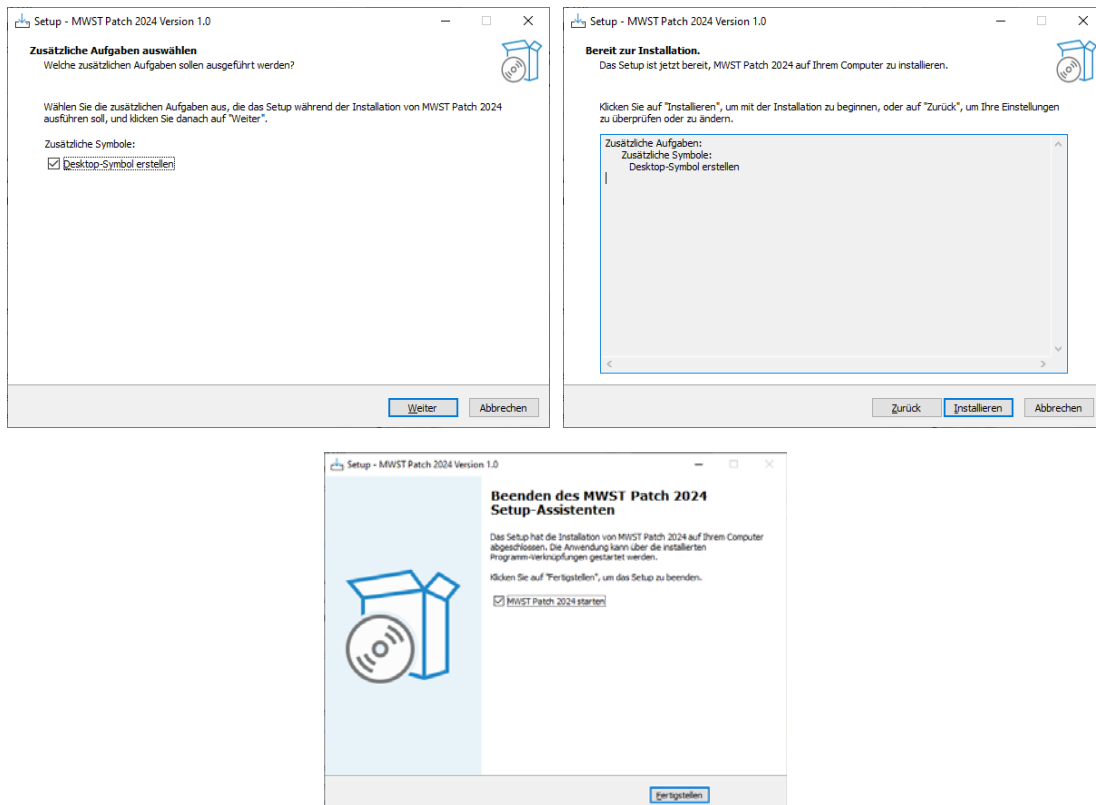 Setup - MWST Patch 2024 Version 1.0
Zusätzliche Aufgaben auswählen
Welche zusätzlichen Aufgaben sollen ausgeführt werden?
Wählen Sie die zusätzlichen Aufgaben aus, die das Setup während der Installation von MWST Patch 2024
ausführen soll, und klicken Sie danach auf "Weiter".
Zusätzliche Symbole:
Desktop-Symbol erstellen
Weiter
Abbrechen
Setup - MWST Patch 2024 Version 1.0
Bereit zur Installation.
Das Setup ist jetzt bereit, MWST Patch 2024 auf Ihrem Computer zu installieren.
Klicken Sie auf "Installieren", um mit der Installation zu beginnen, oder auf "Zurück", um Ihre Einstellungen
zu überprüfen oder zu ändern.
Zusätzliche Aufgaben:
Zusätzliche Symbole:
Desktop-Symbol erstellen
Zurück
Installieren
Abbrechen
Setup - MWST Patch 2024 Version 1.0
Beenden des MWST Patch 2024
Setup-Assistenten
Das Setup hat die Installation von MWST Patch 2024 auf Ihrem Computer
abgeschlossen. Die Anwendung kann über die installierten
Programm-Verknüpfungen gestartet werden.
Klicken Sie auf "Fertigstellen", um das Setup zu beenden.
MWST Patch 2024 starten
Fertigstellen